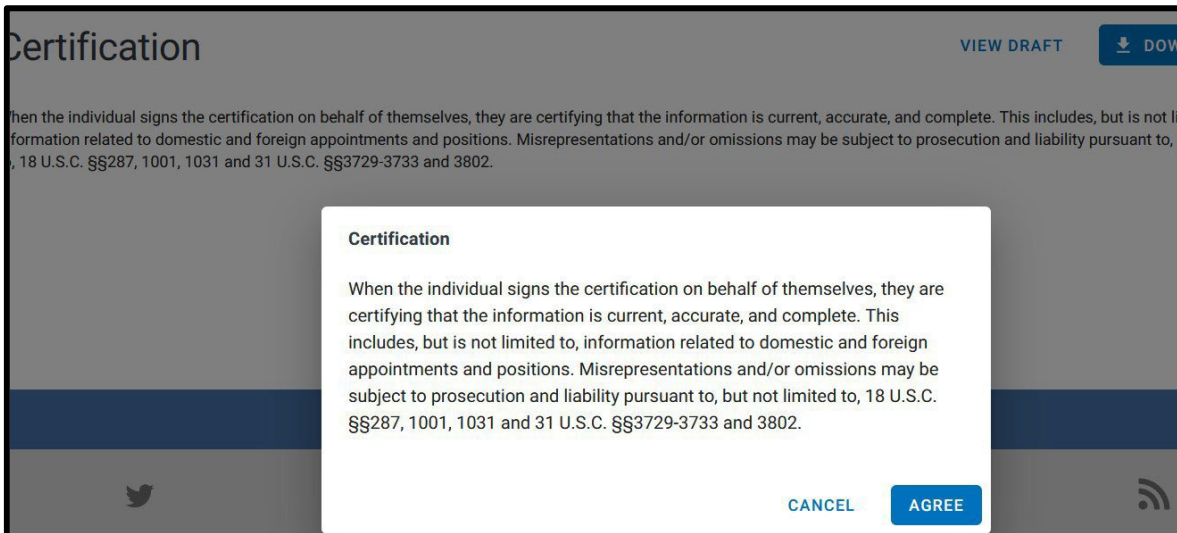 Certification
VIEW DRAFT
hen the individual signs the certification on behalf of themselves, they are certifying that the information is current, accurate, and complete. This includes, but is not
formation related to domestic and foreign appointments and positions. Misrepresentations and/or omissions may be subject to prosecution and liability pursuant to,
, 18 U.S.C. §§287, 1001, 1031 and 31 U.S.C. §§3729-3733 and 3802.
Certification
When the individual signs the certification on behalf of themselves, they are
certifying that the information is current, accurate, and complete. This
includes, but is not limited to, information related to domestic and foreign
appointments and positions. Misrepresentations and/or omissions may be
subject to prosecution and liability pursuant to, but not limited to, 18 U.S.C.
§§287, 1001, 1031 and 31 U.S.C. §§3729-3733 and 3802.
CANCEL
AGREE